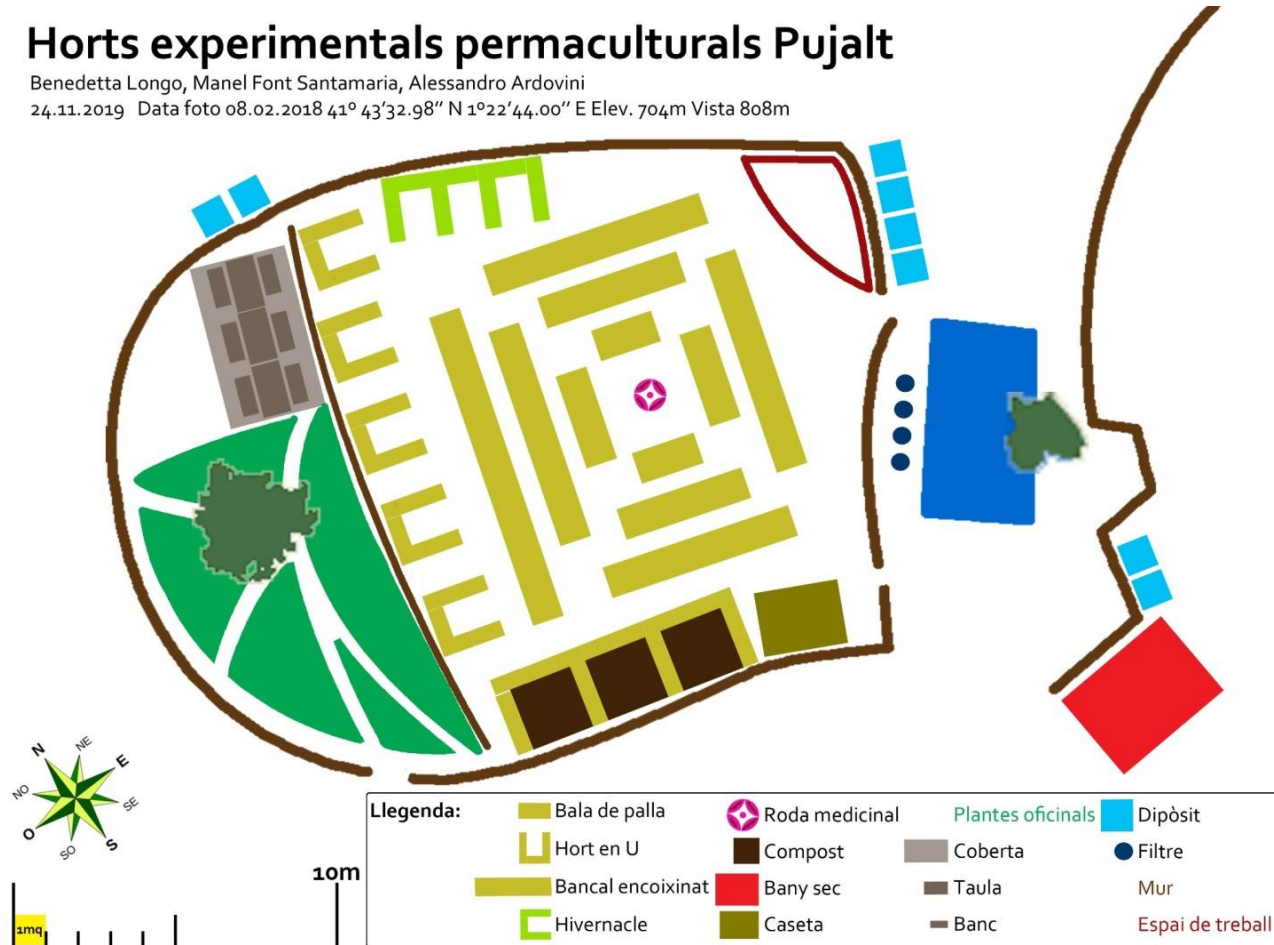 Horts experimentals permaculturals Pujalt
Benedetta Longo, Manel Font Santamaria, Alessandro Ardovini
24.11.2019 Data foto 08.02.2018 41º 43'32.98'' N 1º22'44.00'' E Elev. 704m Vista 808m
N
NE
E
NO
SE
O
SO
S
10m
1mq
Llegenda:
Bala de palla
Roda medicinal
Plantes oficinals
Dipòsit
Hort en U
Compost
Coberta
Filtre
Bancal encoixinat
Bany sec
Taula
Mur
Hivernacle
Caseta
Banc
Espai de treball